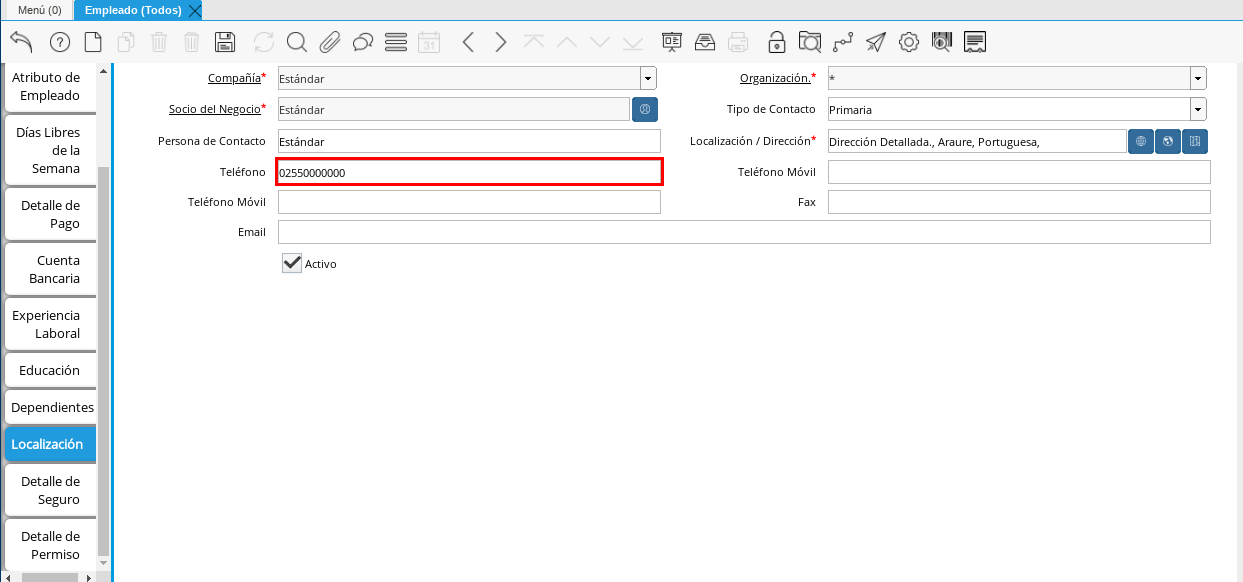 Menú (0)
Empleado (Todos)
31
Atributo de
Empleado
Días Libres
de la
Semana
Detalle de
Pago
Cuenta
Bancaria
Experiencia
Laboral
Educación
Dependientes
Localización
Detalle de
Seguro
Detalle de
Permiso
Compañía* Estándar
Organización.* *
Socio del Negocio* Estándar
Tipo de Contacto Primaria
Persona de Contacto Estándar
Localización / Dirección* Dirección Detallada., Araure, Portuguesa,
Teléfono 02550000000
Teléfono Móvil
Teléfono Móvil
Fax
Email
Activo